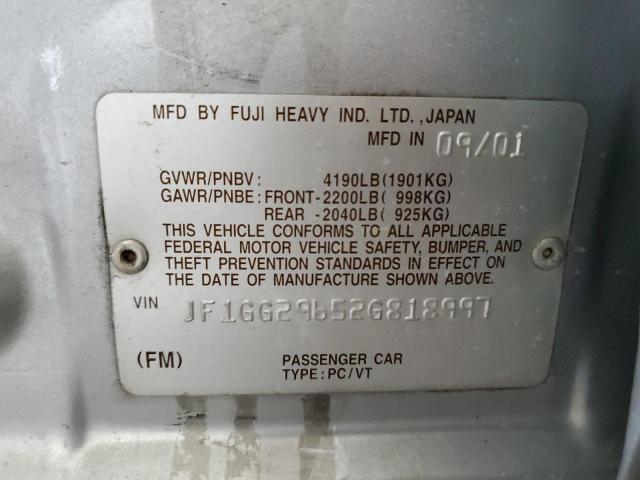 MFD BY FUJI HEAVY IND. LTD., JAPAN
MFD IN 09/01
GVWR/PNBV: 4190LB(1901KG)
GAWR/PNBE: FRONT-2200LB( 998KG)
REAR -2040LB( 925KG)
THIS VEHICLE CONFORMS TO ALL APPLICABLE
FEDERAL MOTOR VEHICLE SAFETY, BUMPER, AND
THEFT PREVENTION STANDARDS IN EFFECT ON
THE DATE OF MANUFACTURE SHOWN ABOVE.
VIN JF1GG29652G818997
(FM) PASSENGER CAR
TYPE: PC/VT